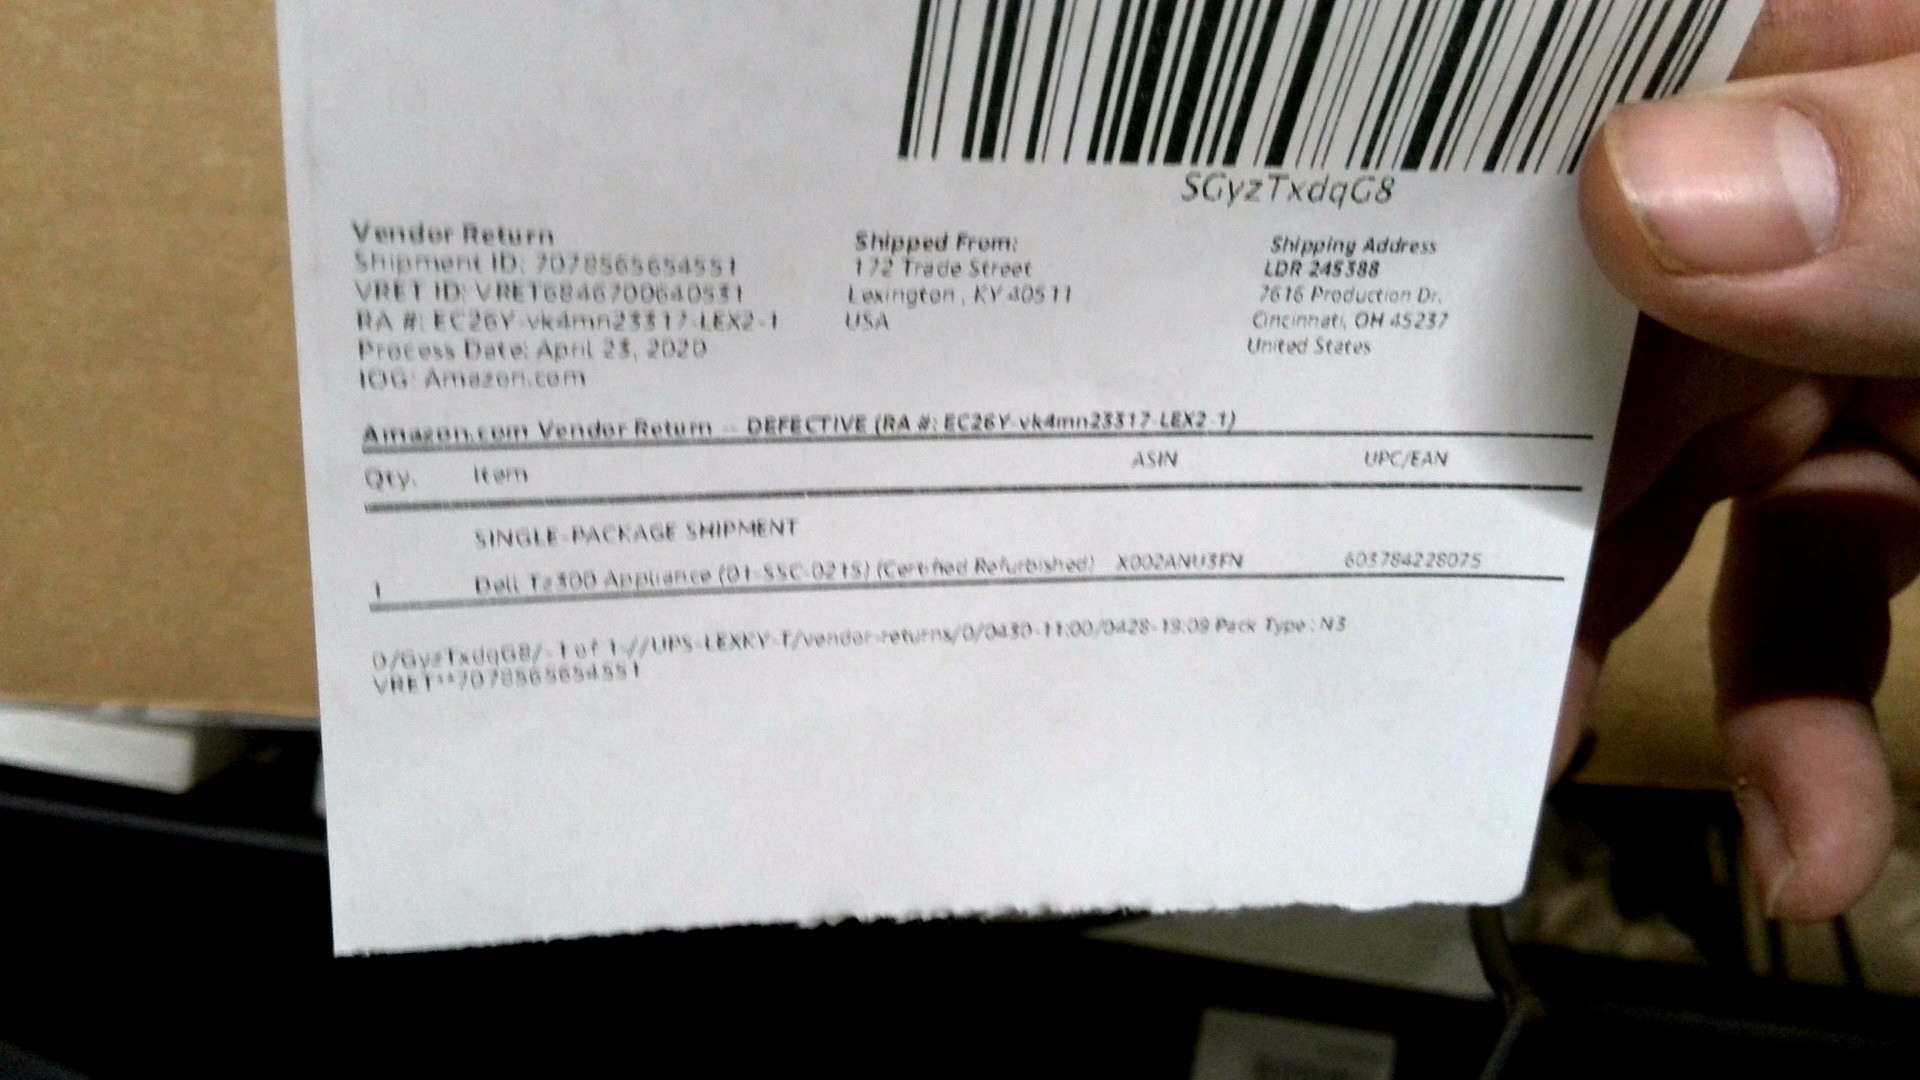 SGyzTxdqG8
Vendor Return
Shipment ID: 7078565654551
VRET ID: VRET6846700640531
RA #: EC26Y-vk4mn23317-LEX2-1
Process Date: April 23, 2020
IOG: Amazon.com
Shipped From:
172 Trade Street
Lexington , KY 40511
USA
Shipping Address
LDR 245388
7616 Production Dr.
Cincinnati, OH 45237
United States
Amazon.com Vendor Return -- DEFECTIVE (RA #: EC26Y-vk4mn23317-LEX2-1)
Qty. Item ASIN UPC/EAN
SINGLE-PACKAGE SHIPMENT
1 Dell Tz300 Appliance (01-SSC-0215) (Certified Refurbished) X002ANU3FN 603784228075
0/GyzTxdqG8/- 1 of 1-//UPS-LEXKY-T/vendor-returns/0/0430-11:00/0428-19:09 Pack Type : N3
VRET**7078565654551